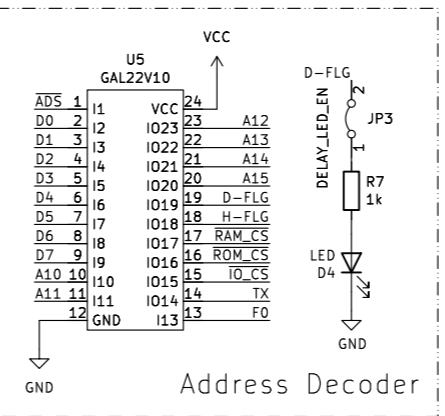 VCC
U5
GAL22V10
ADS 1 I1 VCC 24
D0 2 I2 IO23 23 A12
D1 3 I3 IO22 22 A13
D2 4 I4 IO21 21 A14
D3 5 I5 IO20 20 A15
D4 6 I6 IO19 19 D-FLG
D5 7 I7 IO18 18 H-FLG
D6 8 I8 IO17 17 RAM_CS
D7 9 I9 IO16 16 ROM_CS
A10 10 I10 IO15 15 IO_CS
A11 11 I11 IO14 14 TX
12 GND I13 13 F0
GND
D-FLG
2
DELAY_LED_EN
JP3
1
R7
1k
LED
D4
GND
Address Decoder